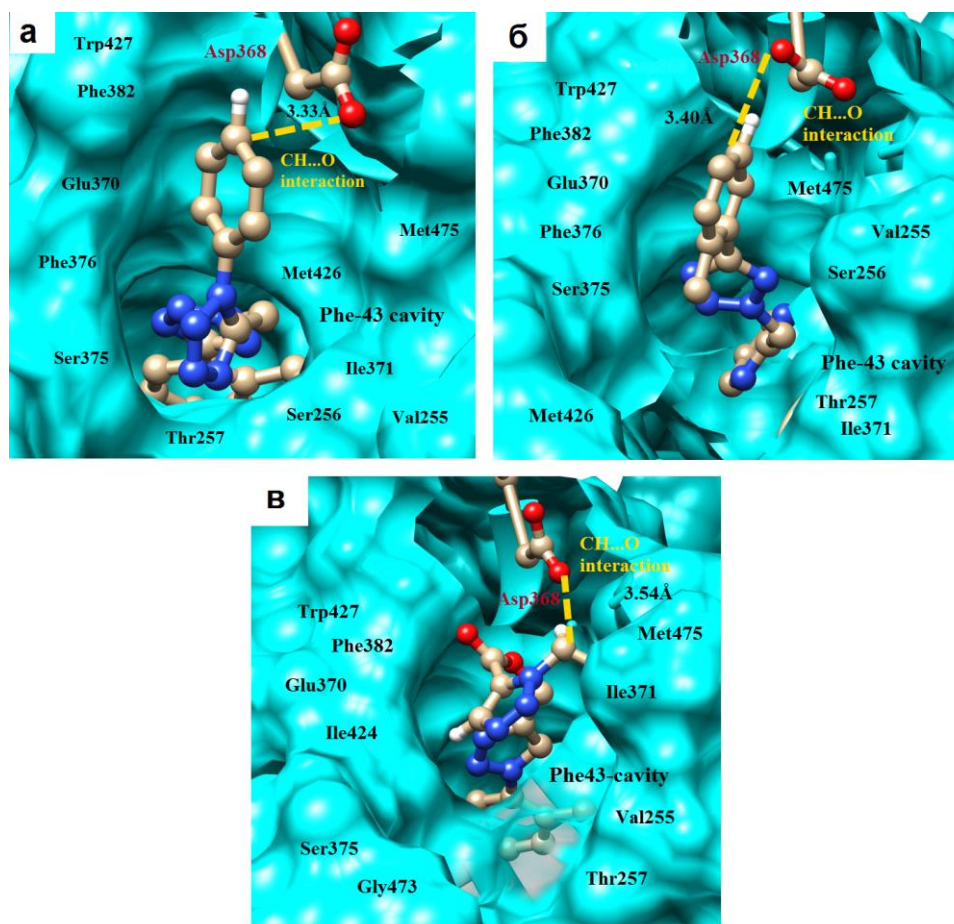 а
Trp427
Asp368
Phe382
3.33Å
CH...O
interaction
Glu370
Met475
Phe376
Met426
Phe-43 cavity
Ser375
Ile371
Ser256
Val255
Thr257
б
Asp368
Trp427
3.40Å
CH...O
interaction
Phe382
Glu370
Met475
Phe376
Val255
Ser256
Ser375
Phe-43 cavity
Thr257
Met426
Ile371
в
CH...O
interaction
Asp368
3.54Å
Trp427
Met475
Phe382
Glu370
Ile371
Ile424
Phe43-cavity
Val255
Ser375
Thr257
Gly473